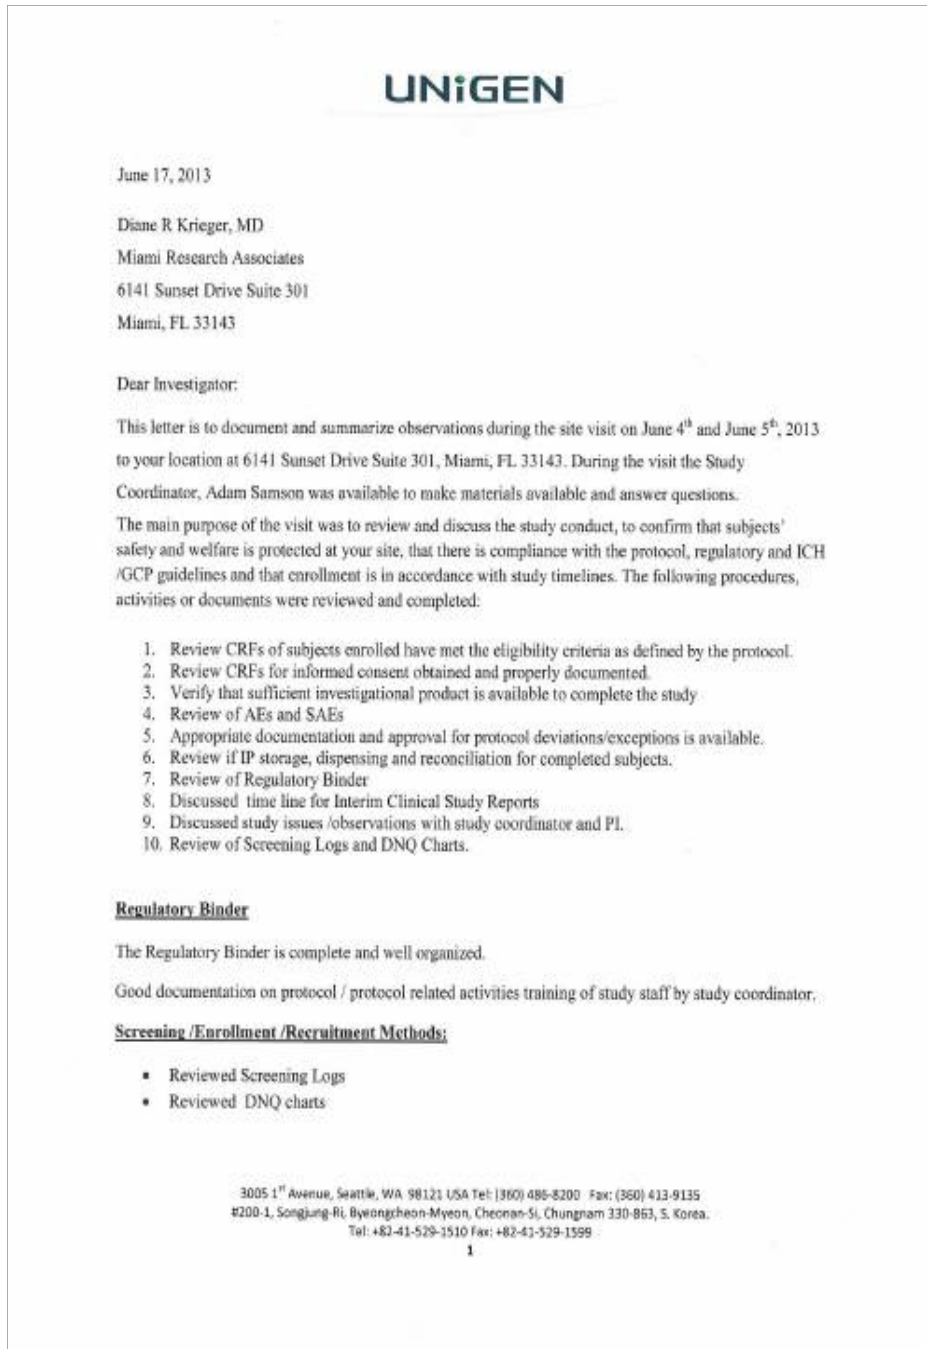 UNiGEN
June 17, 2013
Diane R Krieger, MD
Miami Research Associates
6141 Sunset Drive Suite 301
Miami, FL 33143
Dear Investigator:
This letter is to document and summarize observations during the site visit on June 4th and June 5th, 2013
to your location at 6141 Sunset Drive Suite 301, Miami, FL 33143. During the visit the Study
Coordinator, Adam Samson was available to make materials available and answer questions.
The main purpose of the visit was to review and discuss the study conduct, to confirm that subjects'
safety and welfare is protected at your site, that there is compliance with the protocol, regulatory and ICH
/GCP guidelines and that enrollment is in accordance with study timelines. The following procedures,
activities or documents were reviewed and completed:
1. Review CRFs of subjects enrolled have met the eligibility criteria as defined by the protocol.
2. Review CRFs for informed consent obtained and properly documented.
3. Verify that sufficient investigational product is available to complete the study
4. Review of AEs and SAEs
5. Appropriate documentation and approval for protocol deviations/exceptions is available.
6. Review if IP storage, dispensing and reconciliation for completed subjects.
7. Review of Regulatory Binder
8. Discussed time line for Interim Clinical Study Reports
9. Discussed study issues /observations with study coordinator and PI.
10. Review of Screening Logs and DNQ Charts.
Regulatory Binder
The Regulatory Binder is complete and well organized.
Good documentation on protocol / protocol related activities training of study staff by study coordinator.
Screening /Enrollment /Recruitment Methods:
• Reviewed Screening Logs
• Reviewed DNQ charts
3005 1st Avenue, Seattle, WA 98121 USA Tel: (360) 486-8200 Fax: (360) 413-9135
#200-1, Songjung-Ri, Byeongcheon-Myeon, Cheonan-Si, Chungnam 330-863, S. Korea.
Tel: +82-41-529-1510 Fax: +82-41-529-1599
1